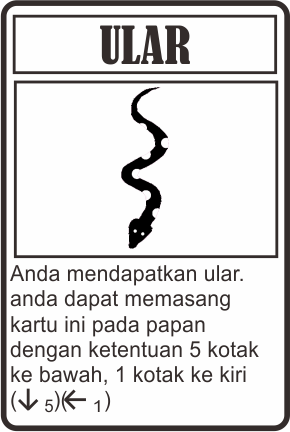 ULAR
Anda mendapatkan ular.
anda dapat memasang
kartu ini pada papan
dengan ketentuan 5 kotak
ke bawah, 1 kotak ke kiri
(↓ 5)(← 1)